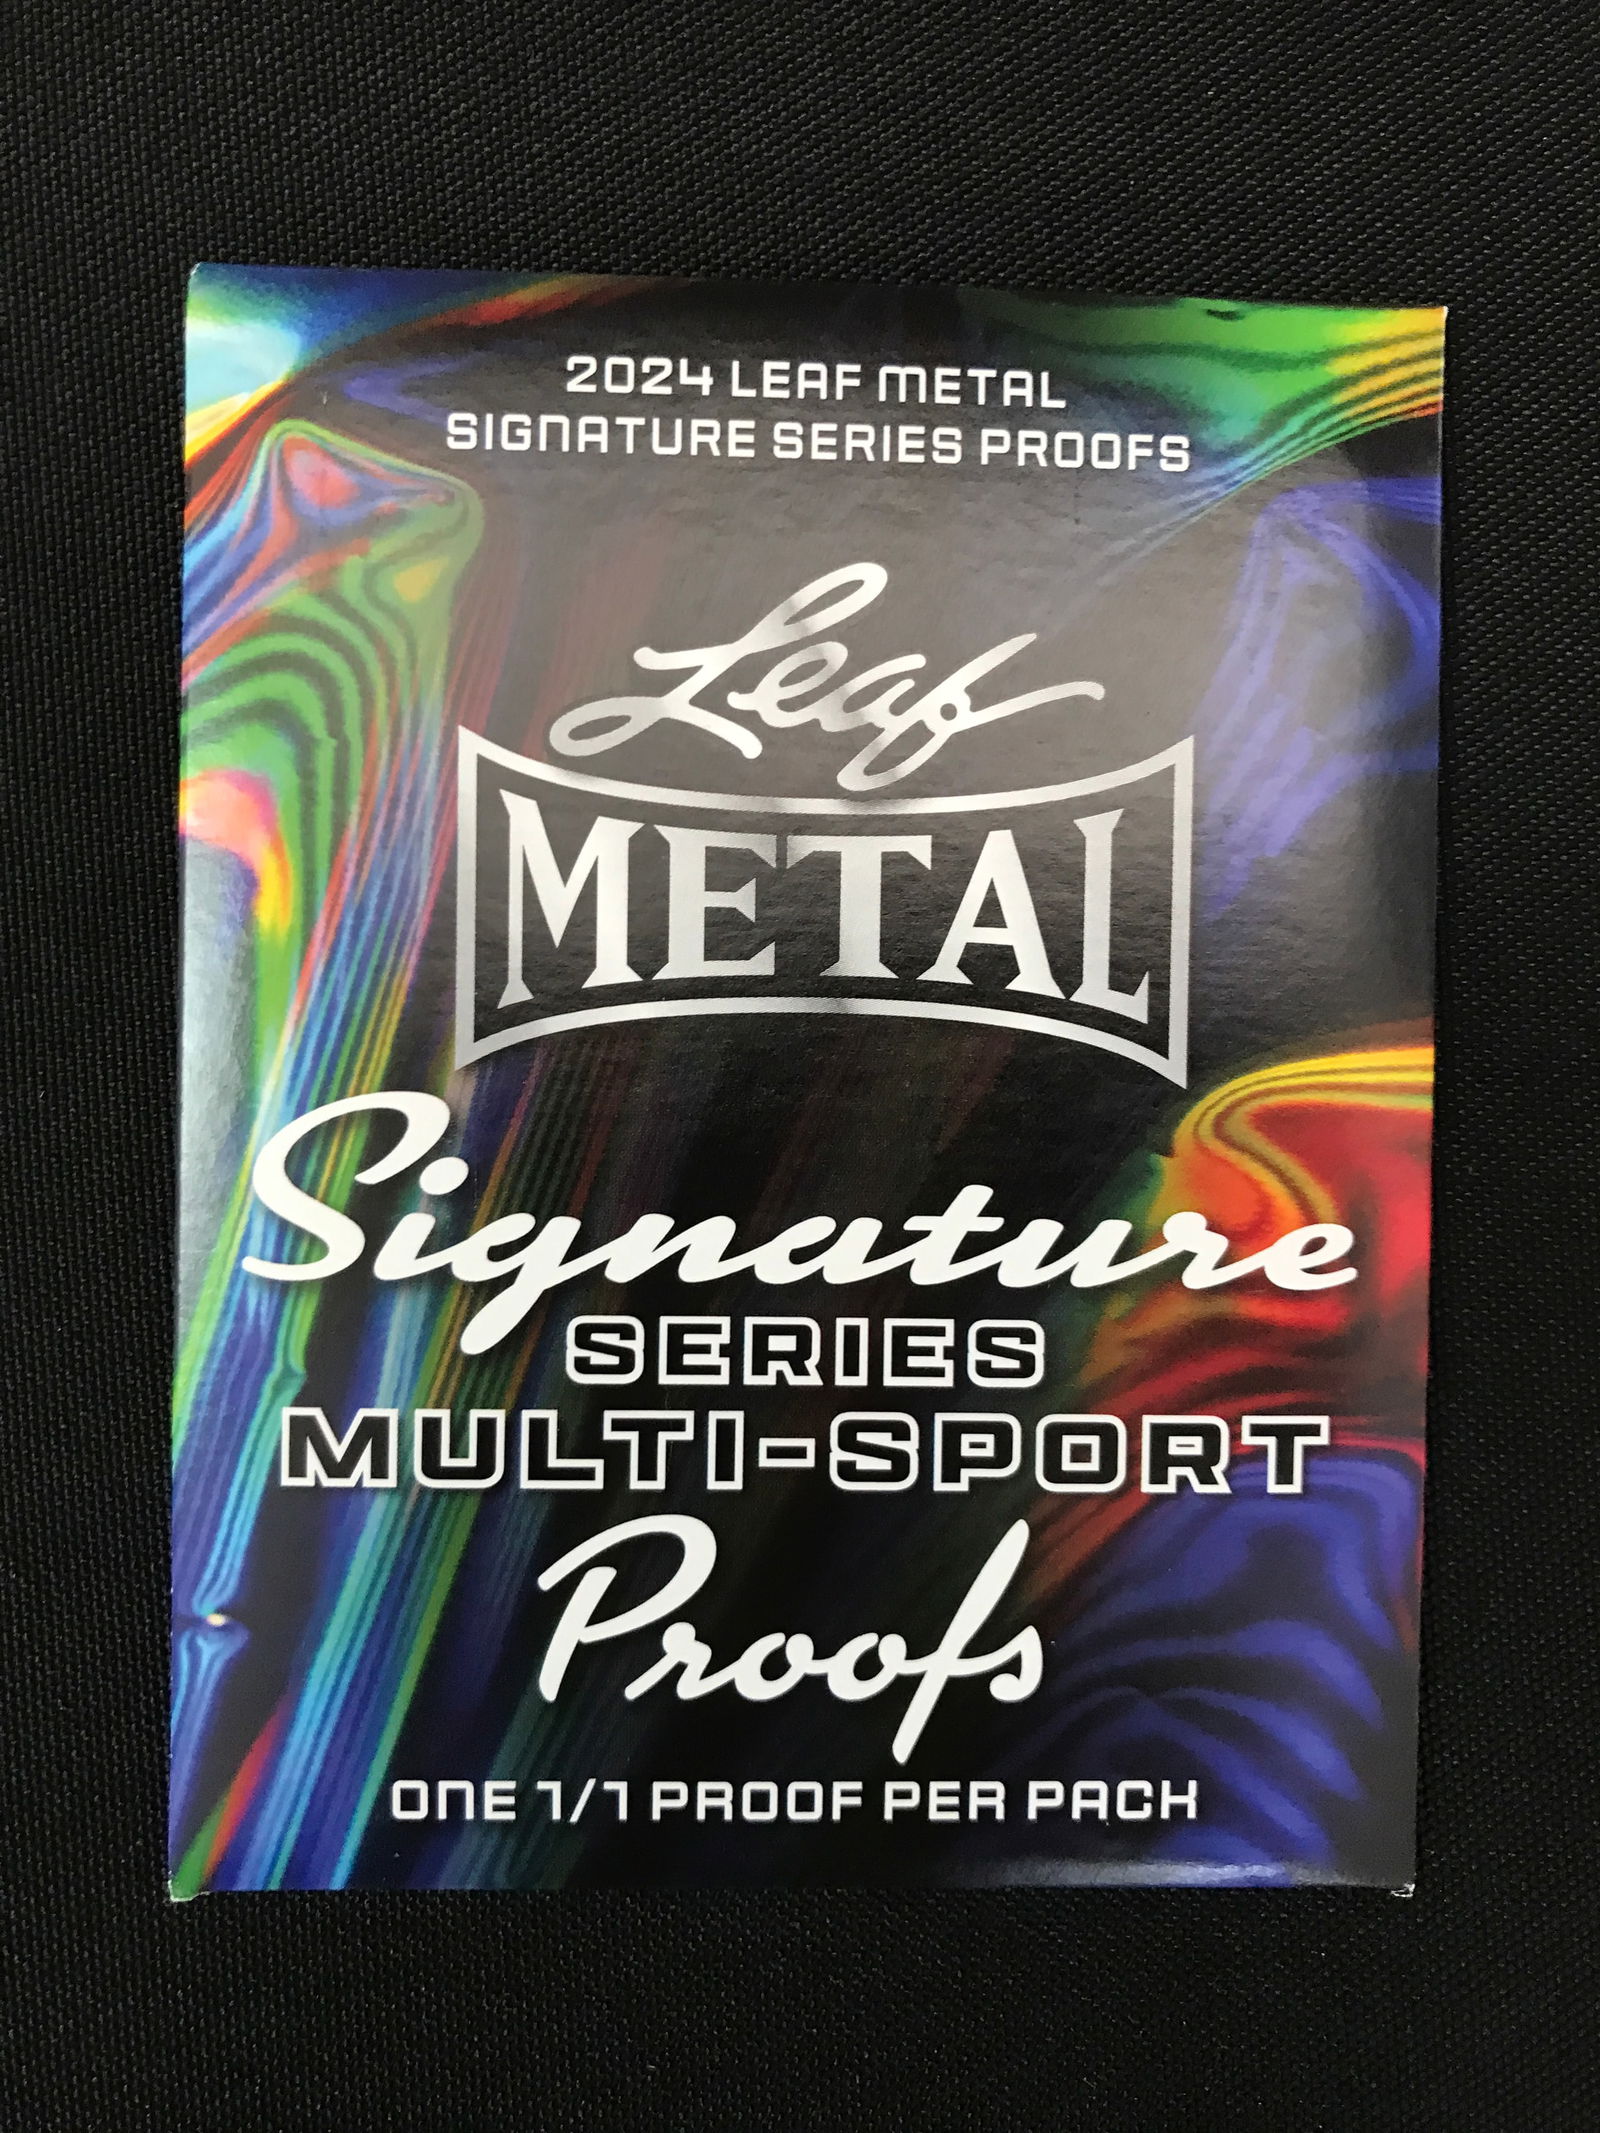 2024 LEAF METAL
SIGNATURE SERIES PROOFS
Leaf
METAL
Signature
SERIES
MULTI-SPORT
Proofs
ONE 1/1 PROOF PER PACK